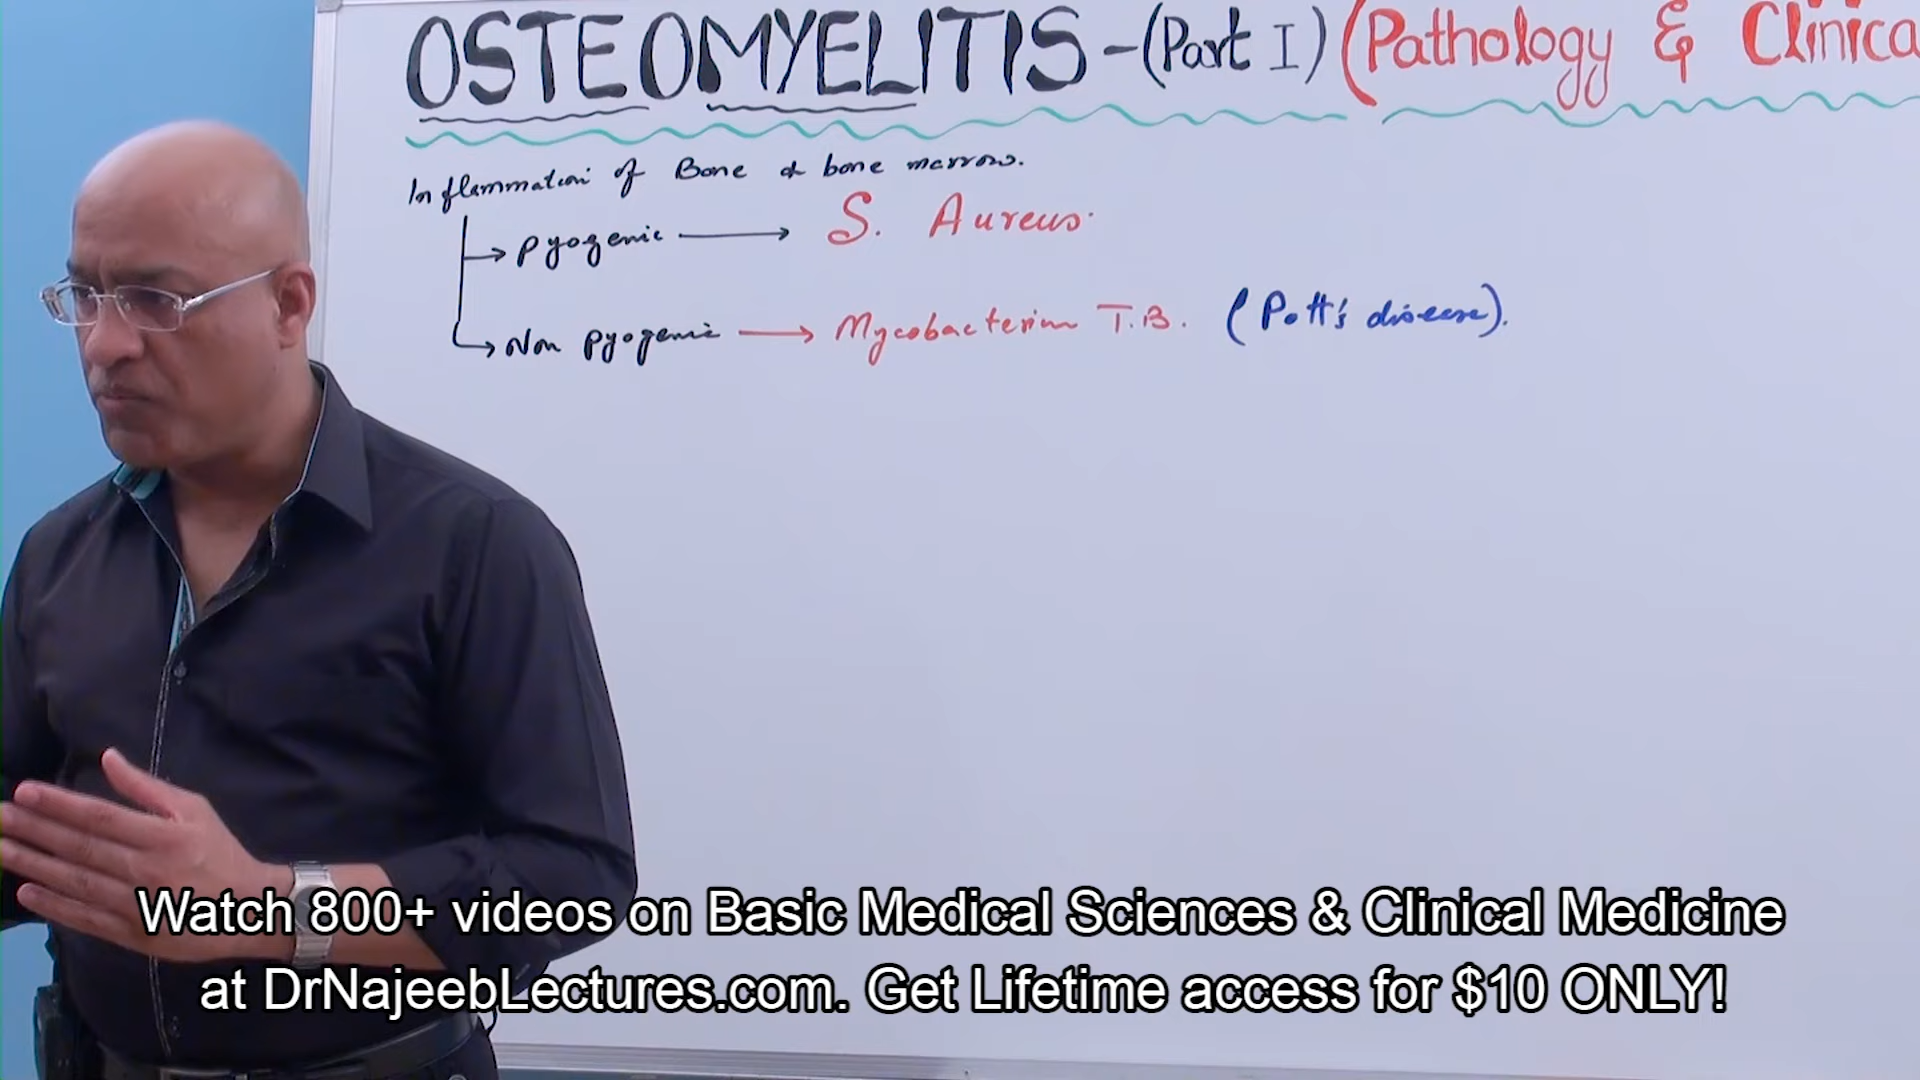 OSTEOMYELITIS - (Part I) (Pathology & Clinica
Inflammation of Bone & bone marrow.
Pyogenic → S. Aureus.
Non pyogenic → Mycobacterium T.B. (Pott's disease).
Watch 800+ videos on Basic Medical Sciences & Clinical Medicine
at DrNajeebLectures.com. Get Lifetime access for $10 ONLY!